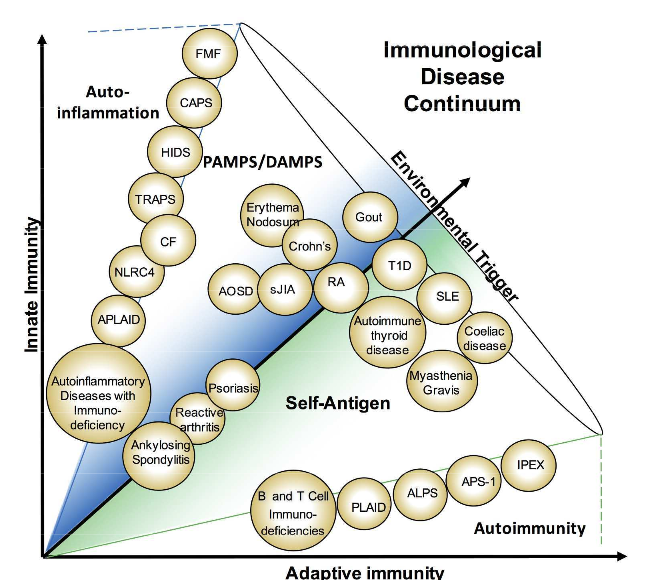 Immunological
Disease
Continuum
FMF
Auto-
inflammation
CAPS
HIDS
PAMPS/DAMPS
Environmental Trigger
TRAPS
Erythema
Nodosum
Gout
CF
Crohn's
NLRC4
T1D
AOSD
sJIA
RA
SLE
Innate Immunity
APLAID
Autoimmune
thyroid
disease
Coeliac
disease
Autoinflammatory
Diseases with
Immuno-
deficiency
Psoriasis
Myasthenia
Gravis
Self-Antigen
Reactive
arthritis
Ankylosing
Spondylitis
IPEX
APS-1
ALPS
B and T Cell
Immuno-
deficiencies
PLAID
Autoimmunity
Adaptive immunity